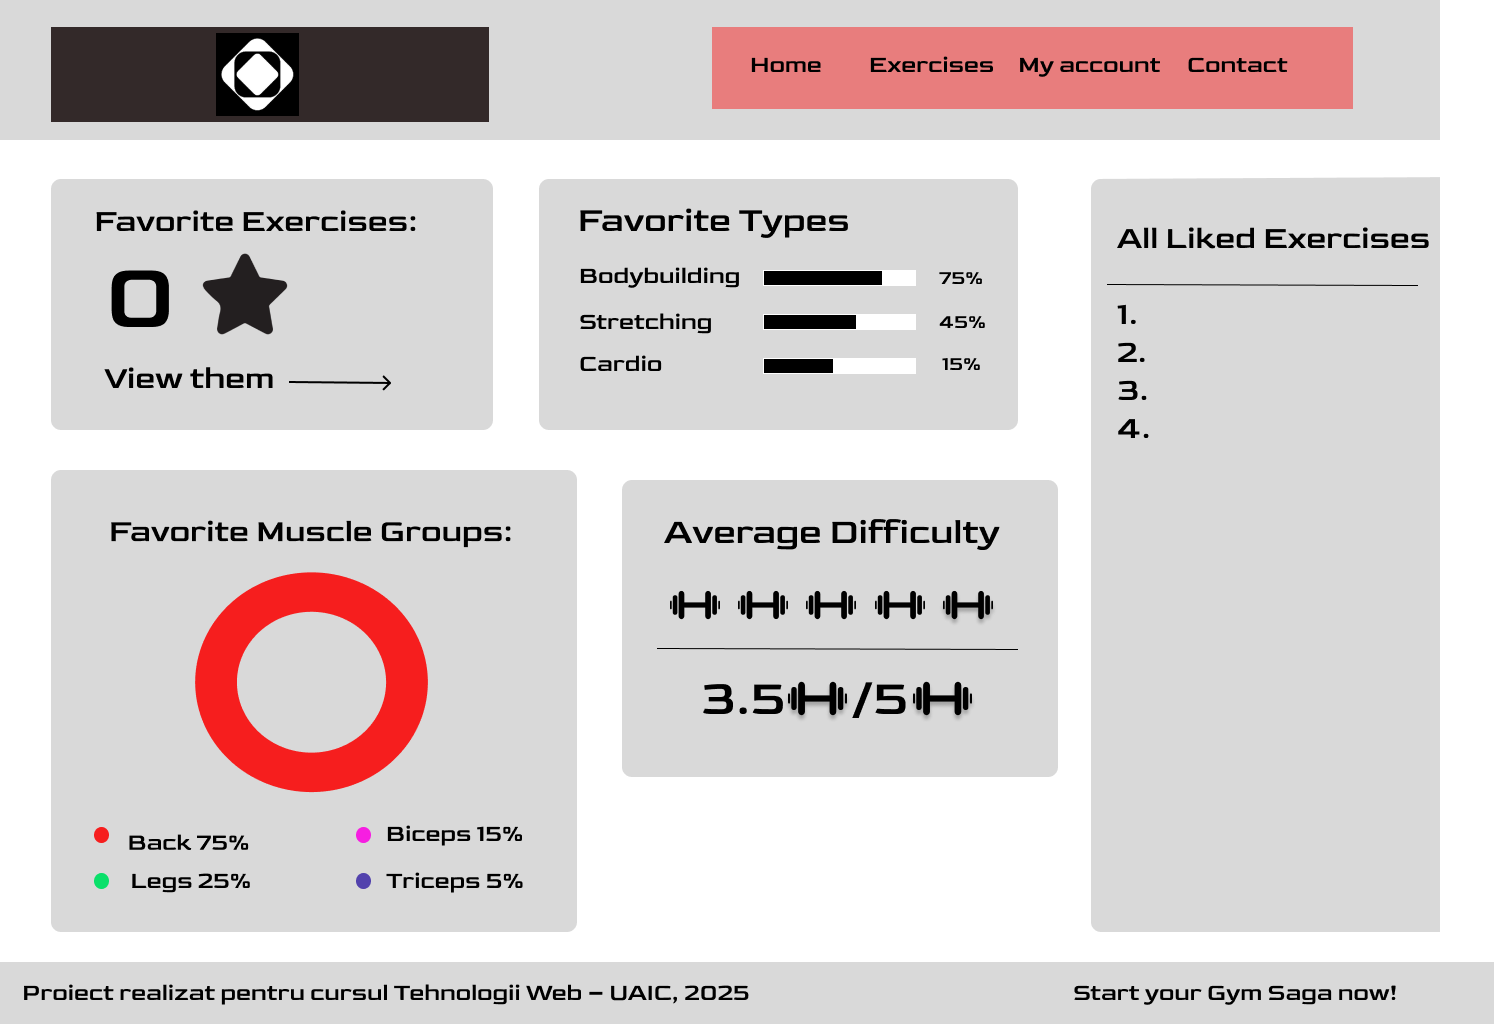 Home Exercises My account Contact
Favorite Exercises:
0
View them
Favorite Types
Bodybuilding 75%
Stretching 45%
Cardio 15%
All Liked Exercises
1.
2.
3.
4.
Favorite Muscle Groups:
Back 75%
Biceps 15%
Legs 25%
Triceps 5%
Average Difficulty
3.5/5
Proiect realizat pentru cursul Tehnologii Web – UAIC, 2025
Start your Gym Saga now!